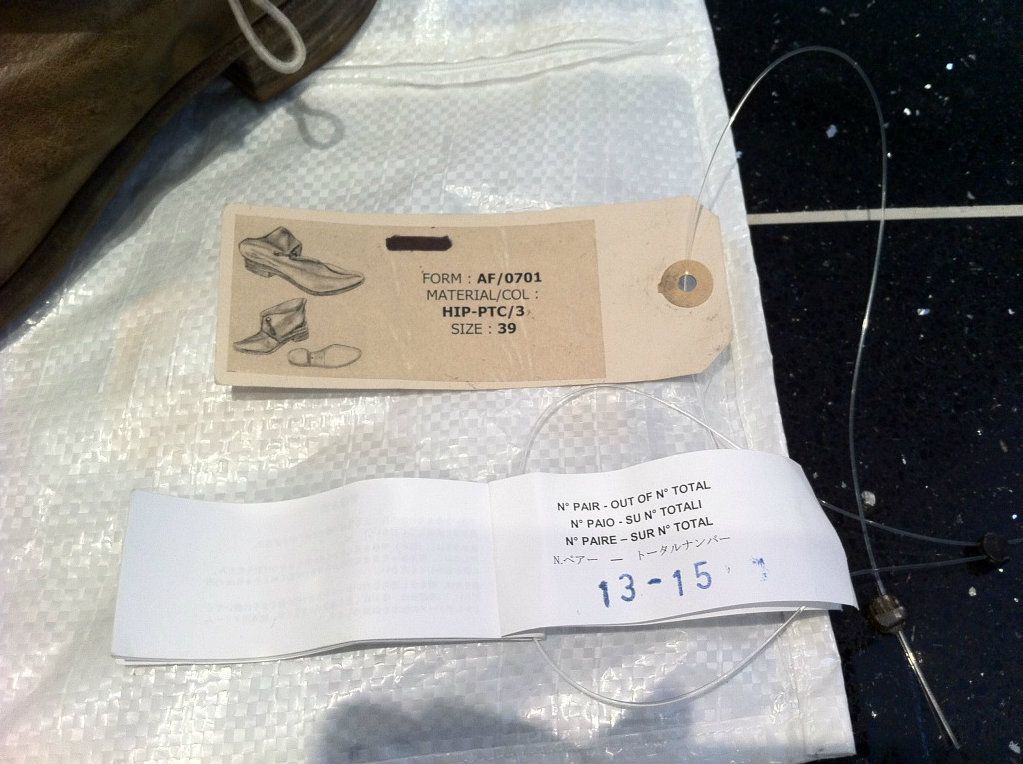 FORM : AF/0701
MATERIAL/COL :
HIP-PTC/3
SIZE : 39
N° PAIR - OUT OF N° TOTAL
N° PAIO - SU N° TOTALI
N° PAIRE – SUR N° TOTAL
N.ペアー — トータルナンバー
13-15